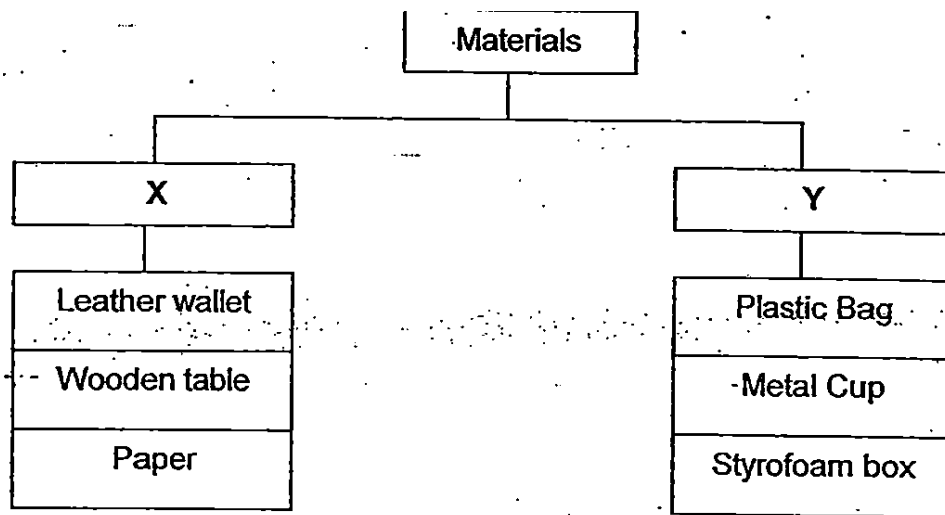 Materials
X
Y
Leather wallet
Plastic Bag
Wooden table
Metal Cup
Paper
Styrofoam box